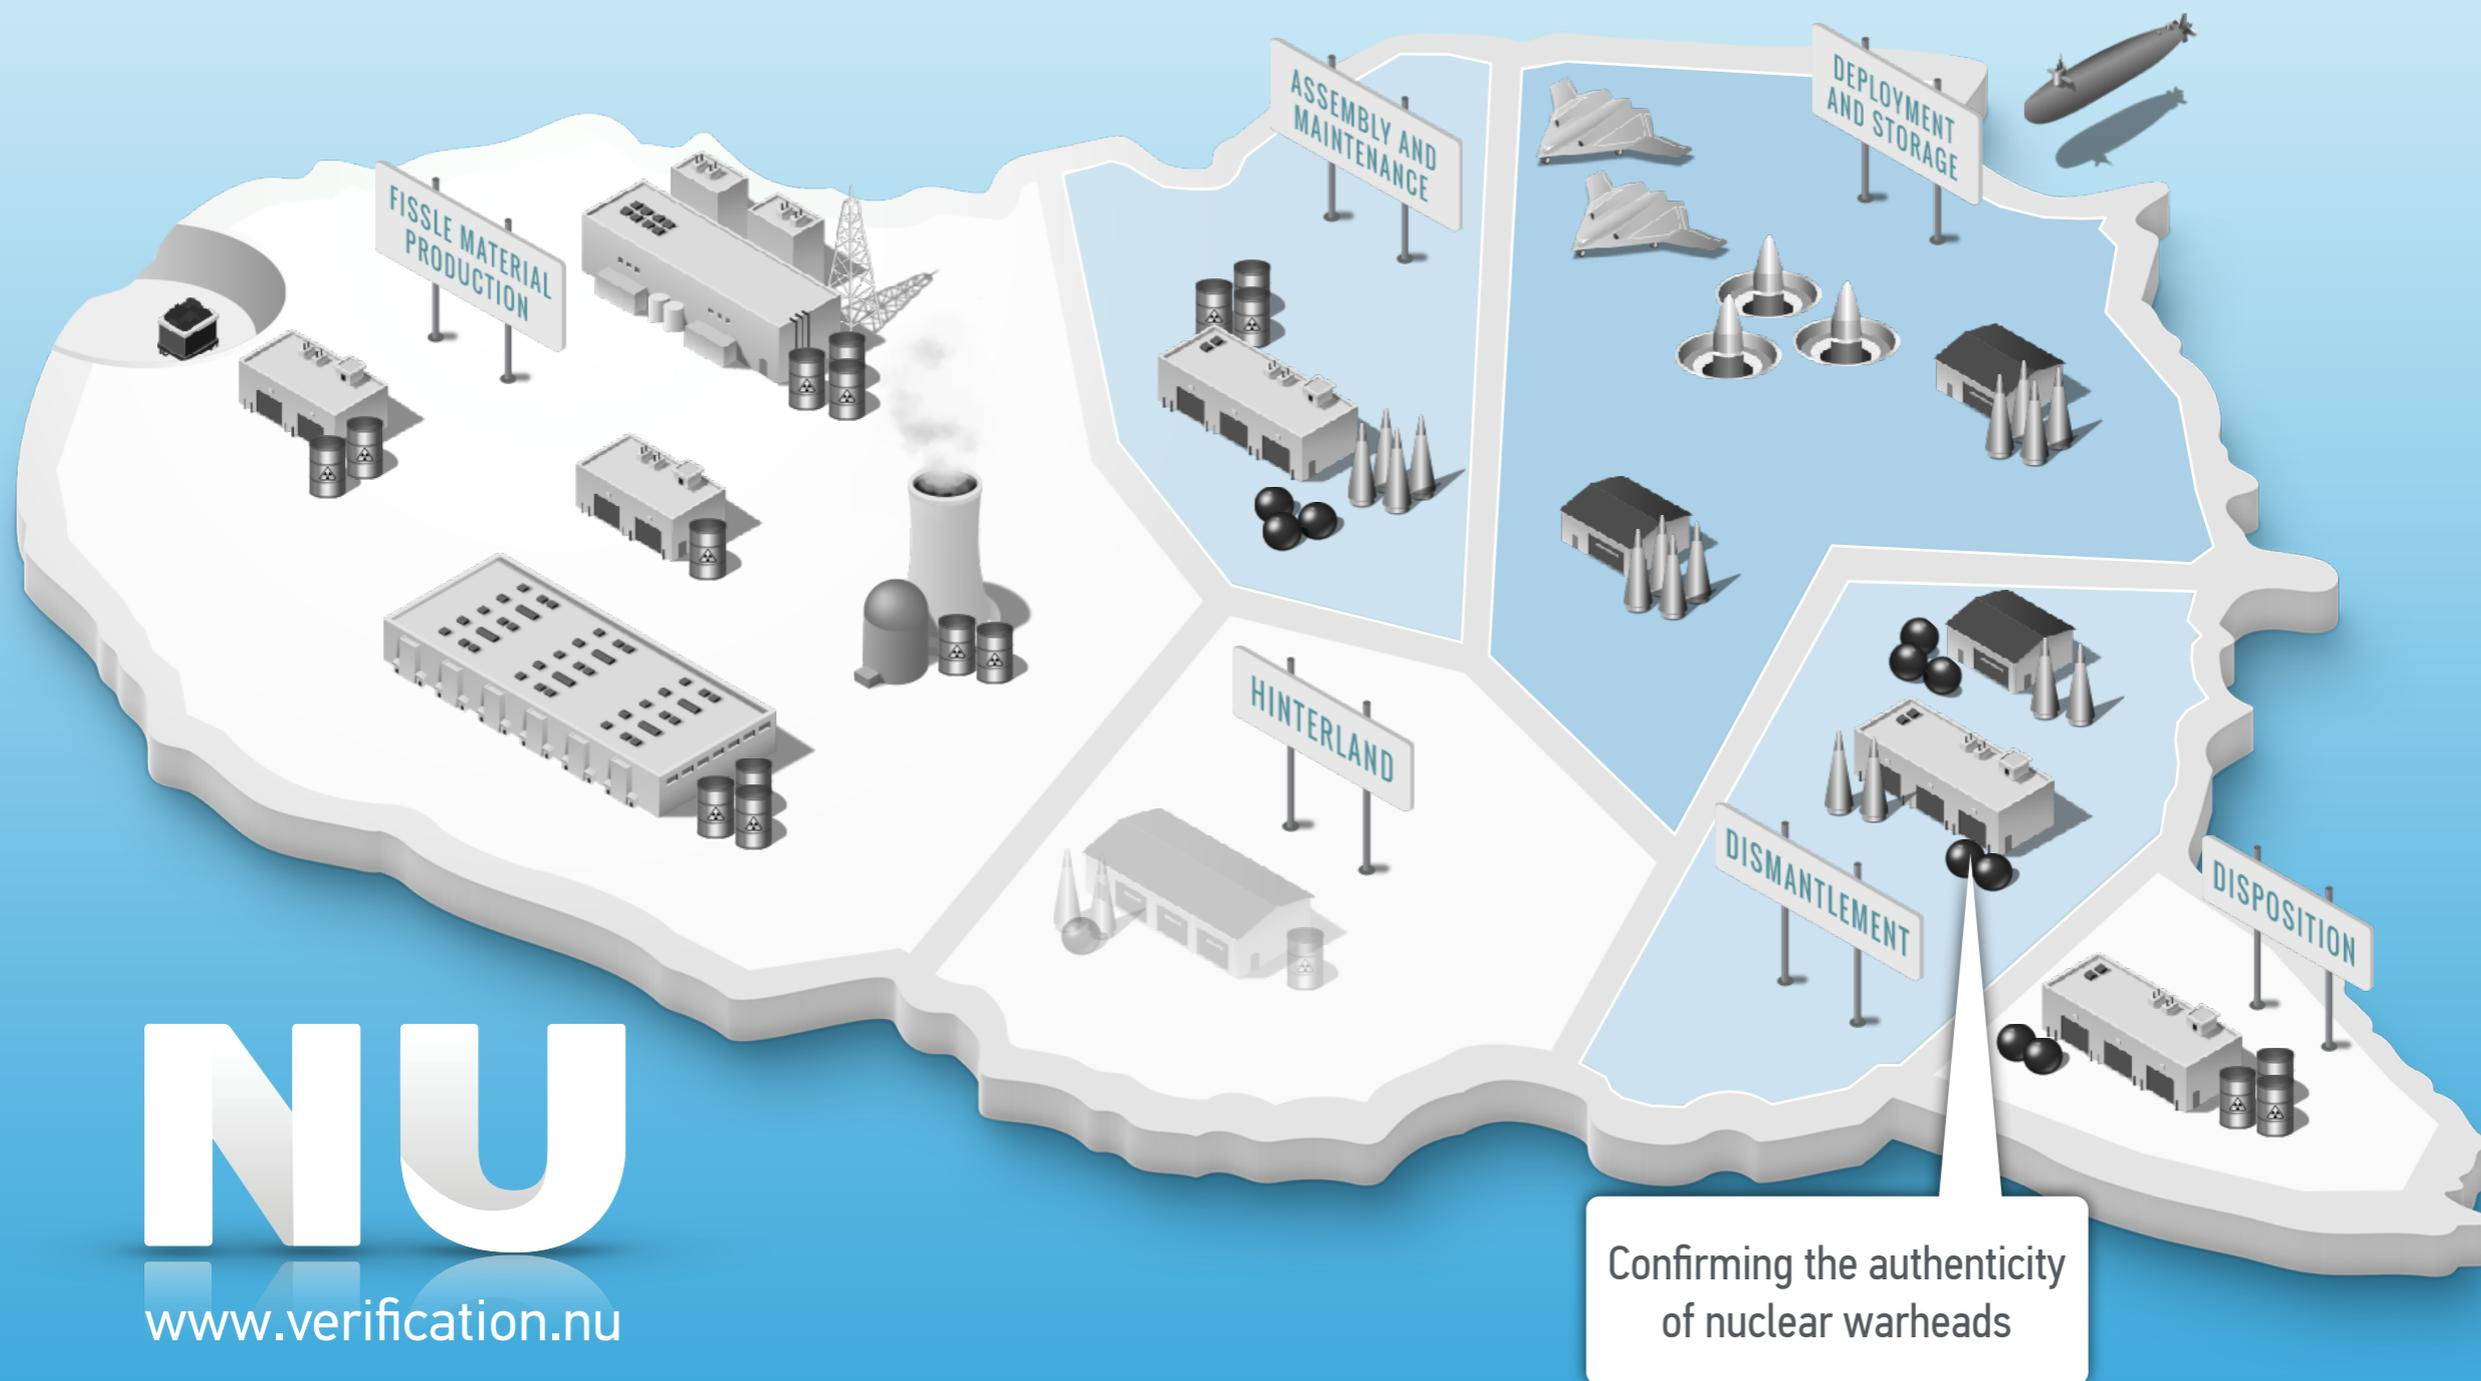 FISSLE MATERIAL
PRODUCTION
ASSEMBLY AND
MAINTENANCE
DEPLOYMENT
AND STORAGE
HINTERLAND
DISMANTLEMENT
DISPOSITION
NU
www.verification.nu
Confirming the authenticity
of nuclear warheads